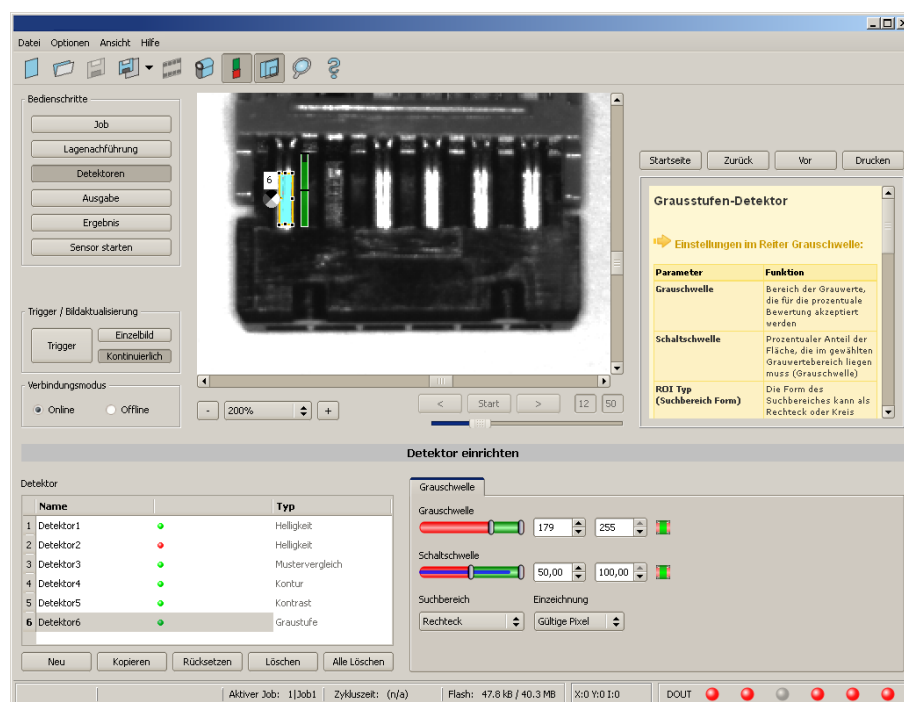 Datei Optionen Ansicht Hilfe
Bedienschritte
Job
Lagenachführung
Detektoren
Ausgabe
Ergebnis
Sensor starten
Trigger / Bildaktualisierung
Trigger
Einzelbild
Kontinuierlich
Verbindungsmodus
Online
Offline
6
-
200%
+
<
Start
>
12
50
Startseite
Zurück
Vor
Drucken
Grausstufen-Detektor
Einstellungen im Reiter Grauschwelle:
Parameter Funktion
Grauschwelle
Bereich der Grauwerte,
die für die prozentuale
Bewertung akzeptiert
werden
Schaltschwelle
Prozentualer Anteil der
Fläche, die im gewählten
Grauwertebereich liegen
muss (Grauschwelle)
ROI Typ
(Suchbereich Form)
Die Form des
Suchbereiches kann als
Rechteck oder Kreis
Detektor einrichten
Detektor
Name Typ
1 Detektor1 Helligkeit
2 Detektor2 Helligkeit
3 Detektor3 Mustervergleich
4 Detektor4 Kontur
5 Detektor5 Kontrast
6 Detektor6 Graustufe
Neu
Kopieren
Rücksetzen
Löschen
Alle Löschen
Grauschwelle
Grauschwelle
179
255
Schaltschwelle
50,00
100,00
Suchbereich
Einzeichnung
Rechteck
Gültige Pixel
Aktiver Job: 1|Job1 Zykluszeit: (n/a) Flash: 47.8 kB / 40.3 MB X:0 Y:0 I:0 DOUT